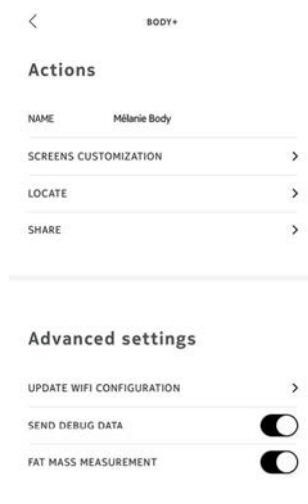 BODY+
Actions
NAME Mélanie Body
SCREENS CUSTOMIZATION
LOCATE
SHARE
Advanced settings
UPDATE WIFI CONFIGURATION
SEND DEBUG DATA
FAT MASS MEASUREMENT